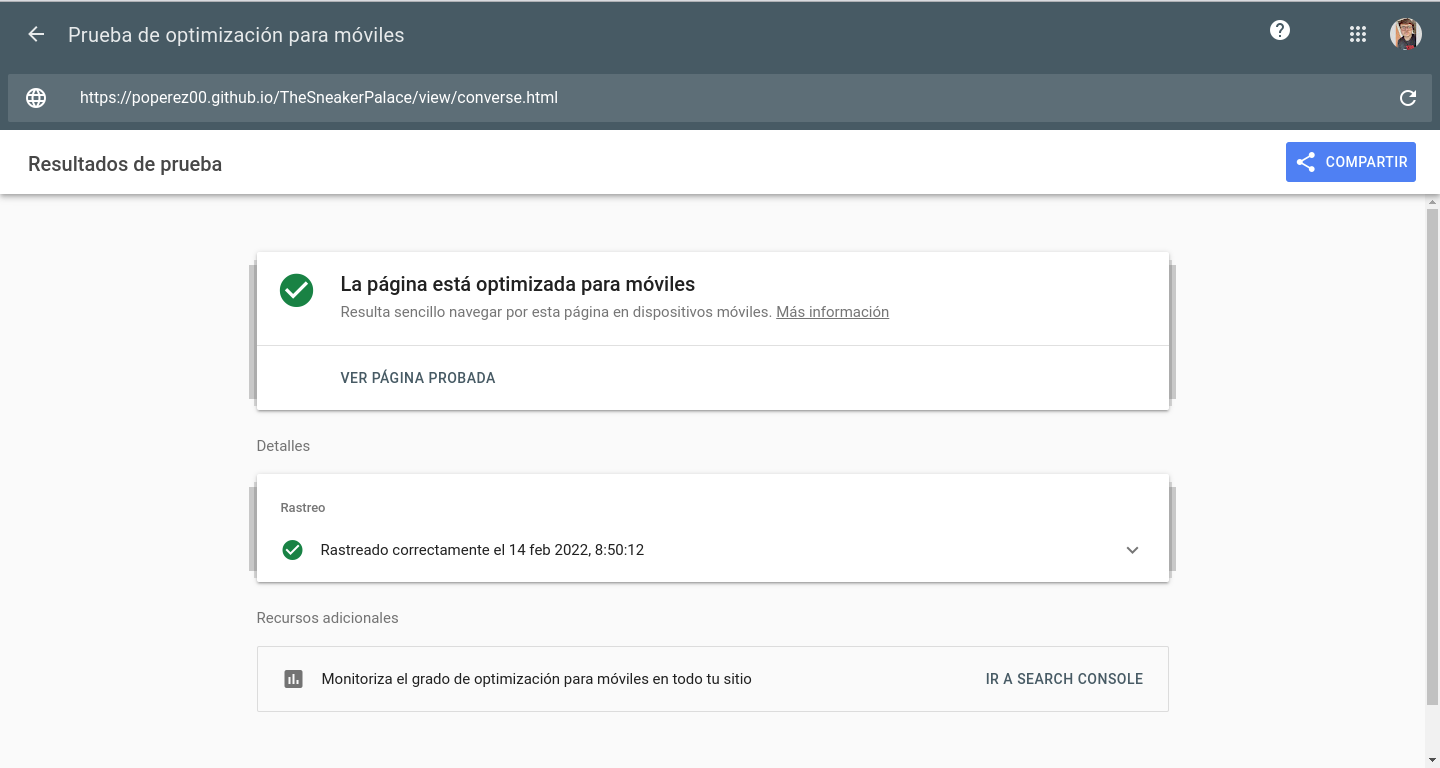 Prueba de optimización para móviles
https://poperez00.github.io/TheSneakerPalace/view/converse.html
Resultados de prueba
COMPARTIR
La página está optimizada para móviles
Resulta sencillo navegar por esta página en dispositivos móviles. Más información
VER PÁGINA PROBADA
Detalles
Rastreo
Rastreado correctamente el 14 feb 2022, 8:50:12
Recursos adicionales
Monitoriza el grado de optimización para móviles en todo tu sitio
IR A SEARCH CONSOLE